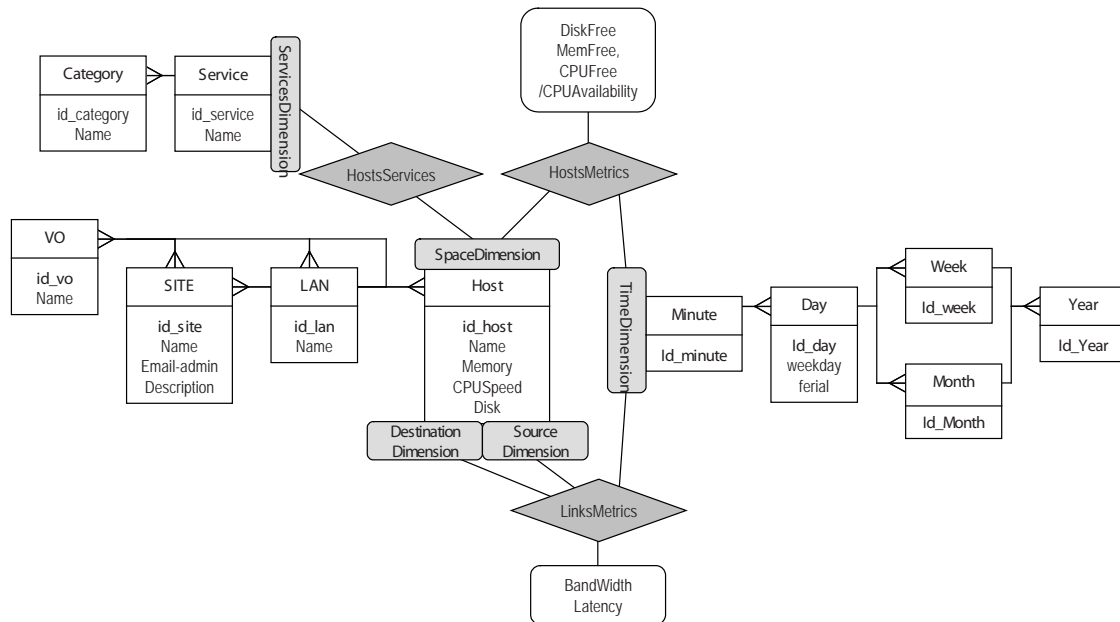 DiskFree
MemFree,
CPUFree
/CPUAvailability
ServicesDimension
Category
id_category
Name
Service
id_service
Name
HostsServices
HostsMetrics
VO
id_vo
Name
SITE
id_site
Name
Email-admin
Description
LAN
id_lan
Name
SpaceDimension
Host
id_host
Name
Memory
CPUSpeed
Disk
Destination
Dimension
Source
Dimension
TimeDimension
Minute
Id_minute
Day
Id_day
weekday
ferial
Week
Id_week
Month
Id_Month
Year
Id_Year
LinksMetrics
BandWidth
Latency